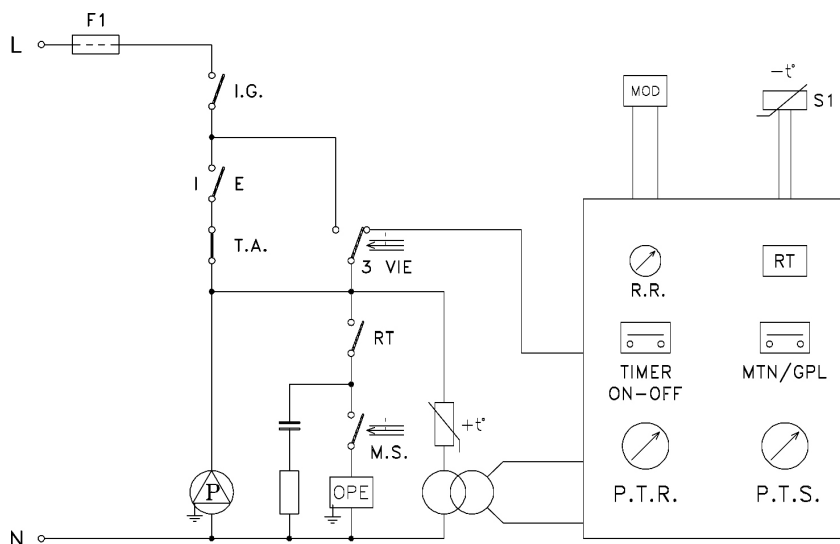 F1
L
I.G.
MOD
-t°
S1
I E
T.A.
3 VIE
R.R.
RT
RT
TIMER
ON-OFF
MTN/GPL
+t°
M.S.
P
OPE
P.T.R.
P.T.S.
N